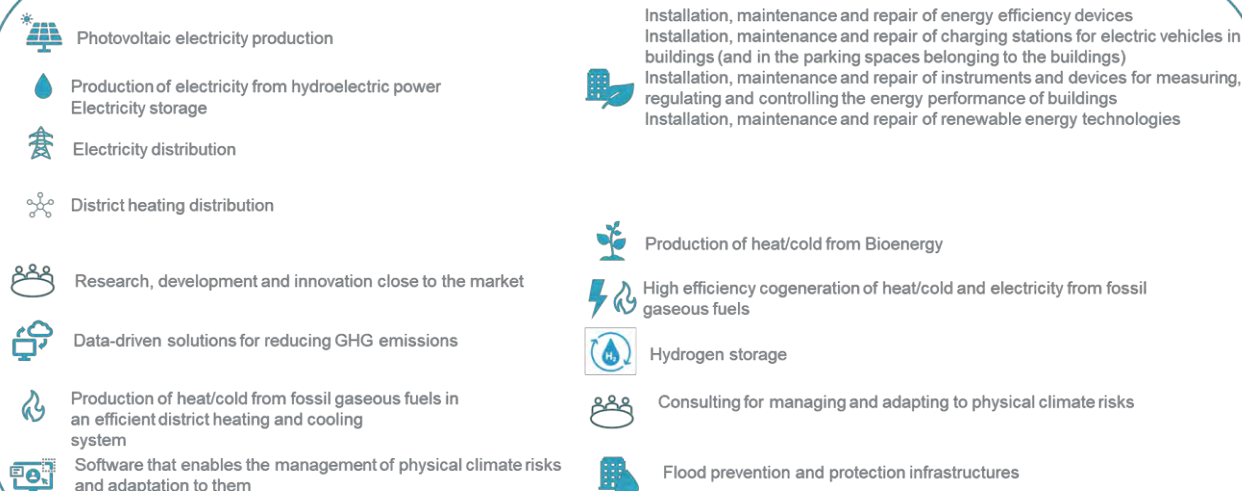 Photovoltaic electricity production
Production of electricity from hydroelectric power
Electricity storage
Electricity distribution
District heating distribution
Research, development and innovation close to the market
Data-driven solutions for reducing GHG emissions
Production of heat/cold from fossil gaseous fuels in
an efficient district heating and cooling
system
Software that enables the management of physical climate risks
and adaptation to them
Installation, maintenance and repair of energy efficiency devices
Installation, maintenance and repair of charging stations for electric vehicles in
buildings (and in the parking spaces belonging to the buildings)
Installation, maintenance and repair of instruments and devices for measuring,
regulating and controlling the energy performance of buildings
Installation, maintenance and repair of renewable energy technologies
Production of heat/cold from Bioenergy
High efficiency cogeneration of heat/cold and electricity from fossil
gaseous fuels
H₂
Hydrogen storage
Consulting for managing and adapting to physical climate risks
Flood prevention and protection infrastructures